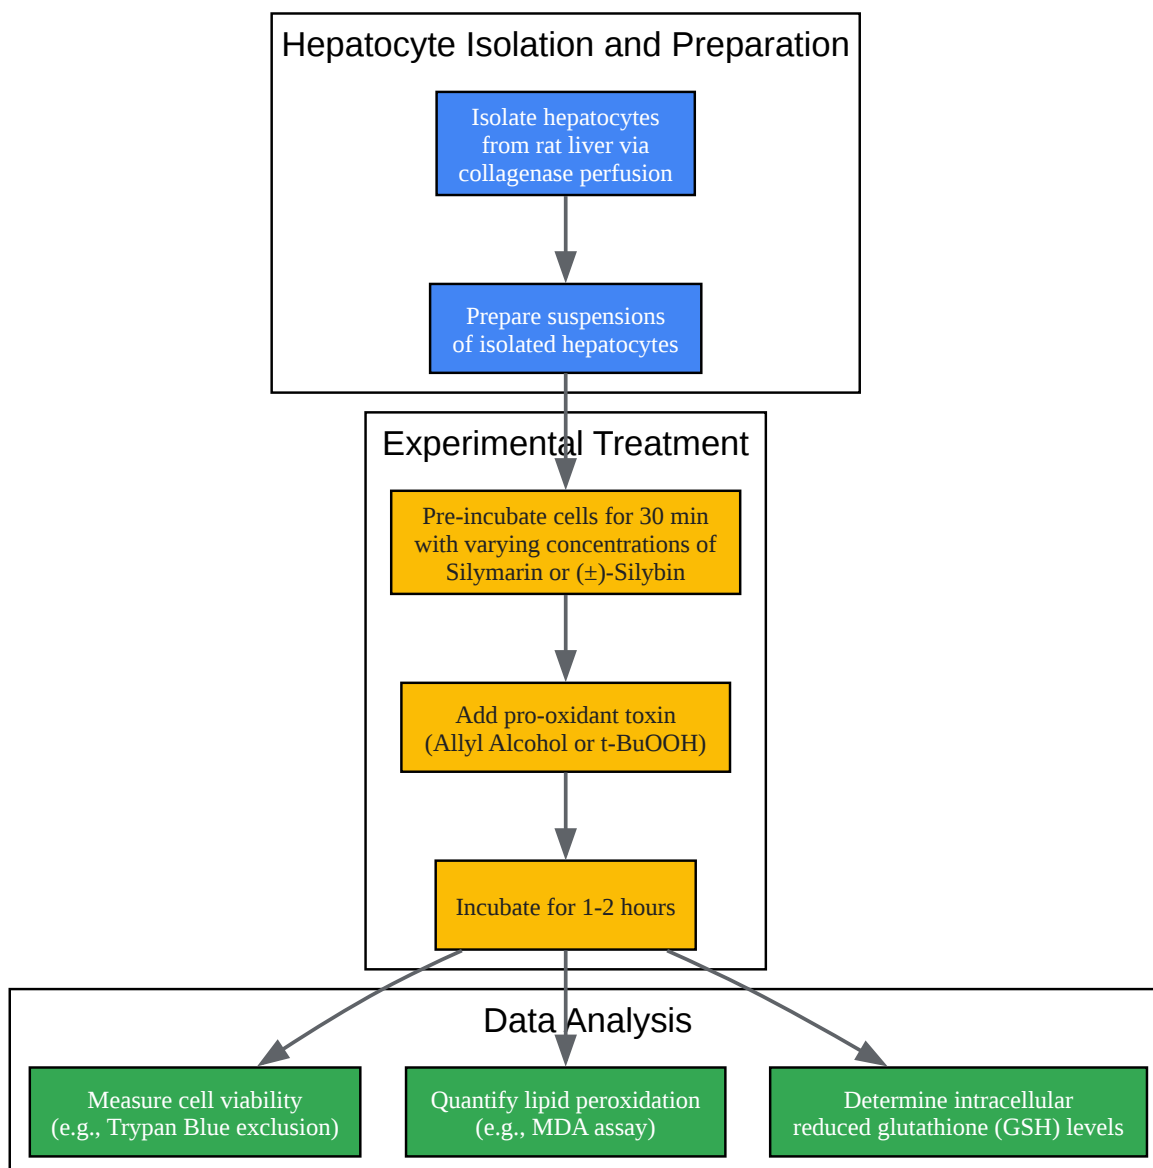 Hepatocyte Isolation and Preparation
Isolate hepatocytes
from rat liver via
collagenase perfusion
Prepare suspensions
of isolated hepatocytes
Experimental Treatment
Pre-incubate cells for 30 min
with varying concentrations of
Silymarin or (±)-Silybin
Add pro-oxidant toxin
(Allyl Alcohol or t-BuOOH)
Incubate for 1-2 hours
Data Analysis
Measure cell viability
(e.g., Trypan Blue exclusion)
Quantify lipid peroxidation
(e.g., MDA assay)
Determine intracellular
reduced glutathione (GSH) levels